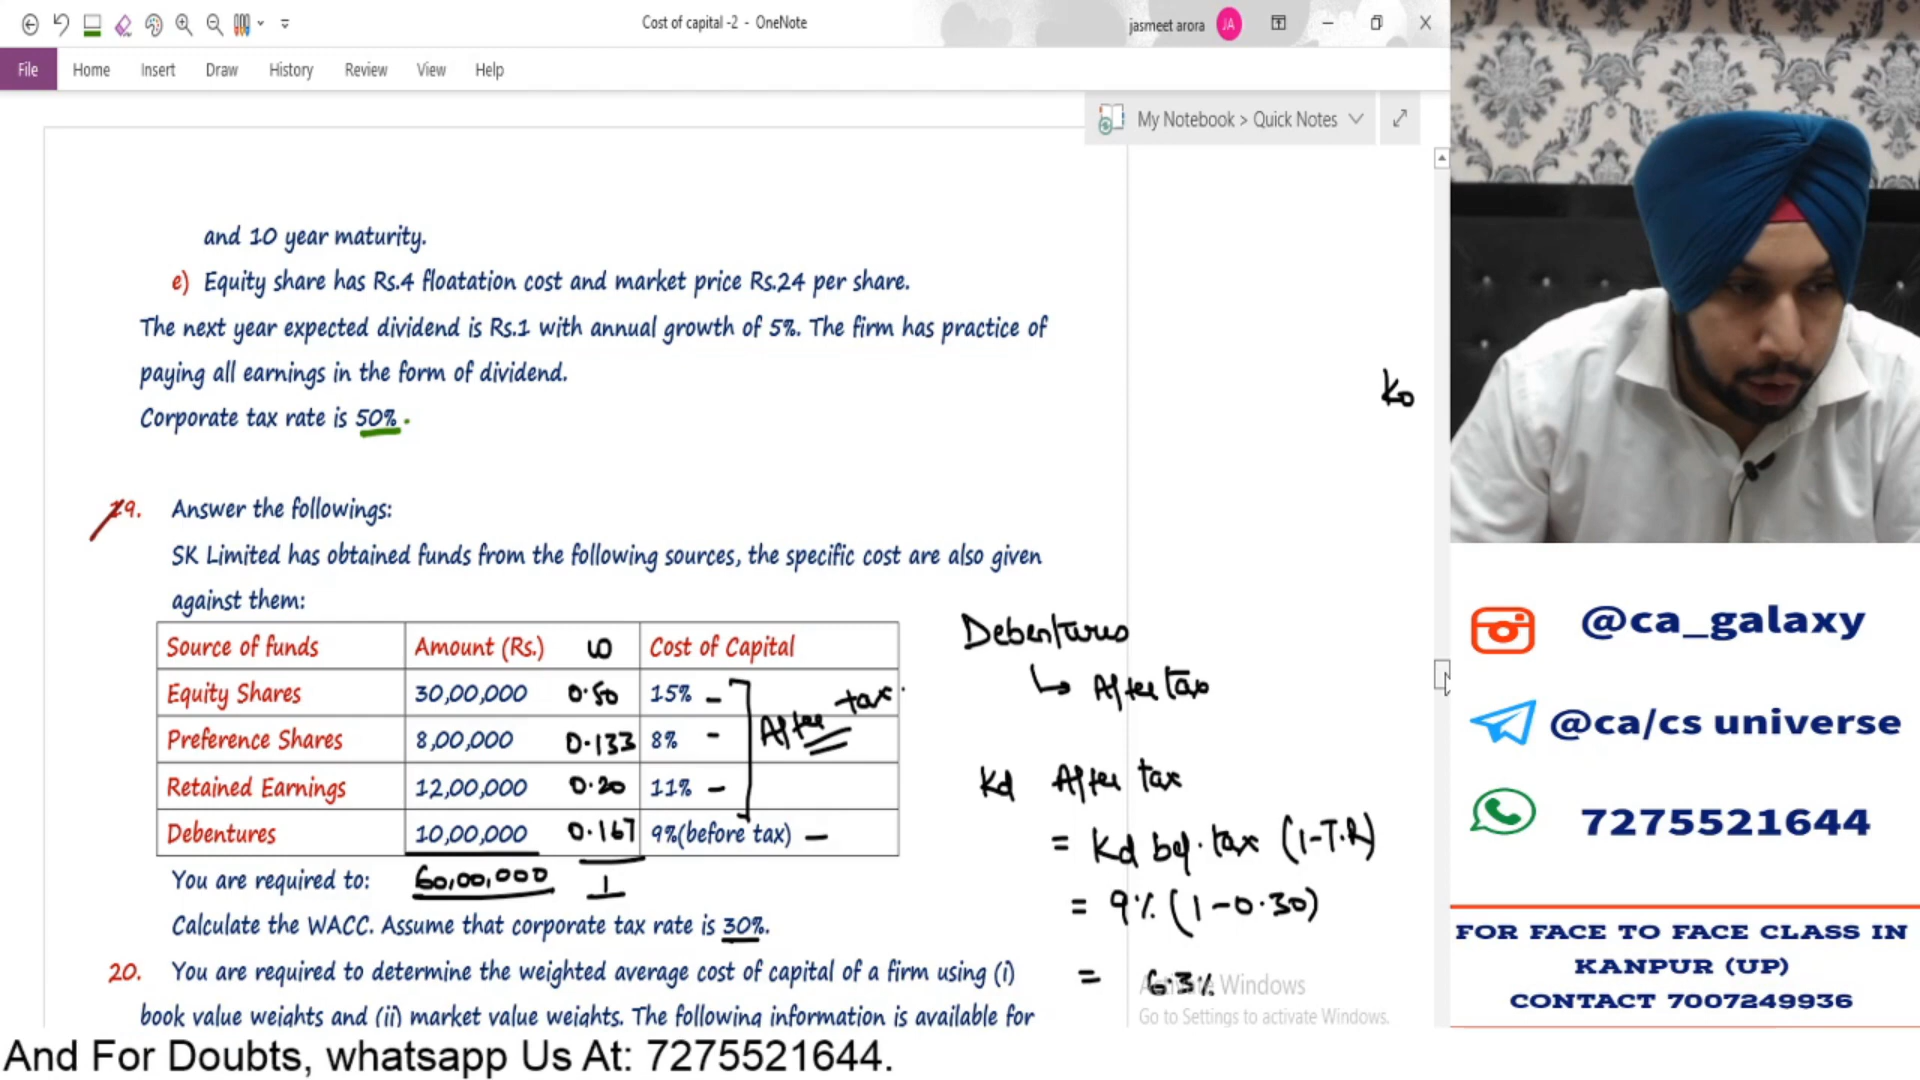 Cost of capital -2 - OneNote
jasmeet arora JA
File Home Insert Draw History Review View Help
My Notebook > Quick Notes
and 10 year maturity.
e) Equity share has Rs.4 floatation cost and market price Rs.24 per share.
The next year expected dividend is Rs.1 with annual growth of 5%. The firm has practice of
paying all earnings in the form of dividend.
Ko
Corporate tax rate is 50%.
19. Answer the followings:
SK Limited has obtained funds from the following sources, the specific cost are also given
against them:
Source of funds Amount (Rs.) ω Cost of Capital
Equity Shares 30,00,000 0.50 15% -
Preference Shares 8,00,000 0.133 8% -
Retained Earnings 12,00,000 0.20 11% -
Debentures 10,00,000 0.167 9%(before tax) -
After tax
You are required to: 60,00,000 1
Calculate the WACC. Assume that corporate tax rate is 30%.
20. You are required to determine the weighted average cost of capital of a firm using (i)
book value weights and (ii) market value weights. The following information is available for
Debentures
↳ After tax
Kd After tax
= Kd bef. tax (1-T.R)
= 9% (1-0.30)
= 6.3%
Activate Windows
Go to Settings to activate Windows.
@ca_galaxy
@ca/cs universe
7275521644
FOR FACE TO FACE CLASS IN
KANPUR (UP)
CONTACT 7007249936
And For Doubts, whatsapp Us At: 7275521644.